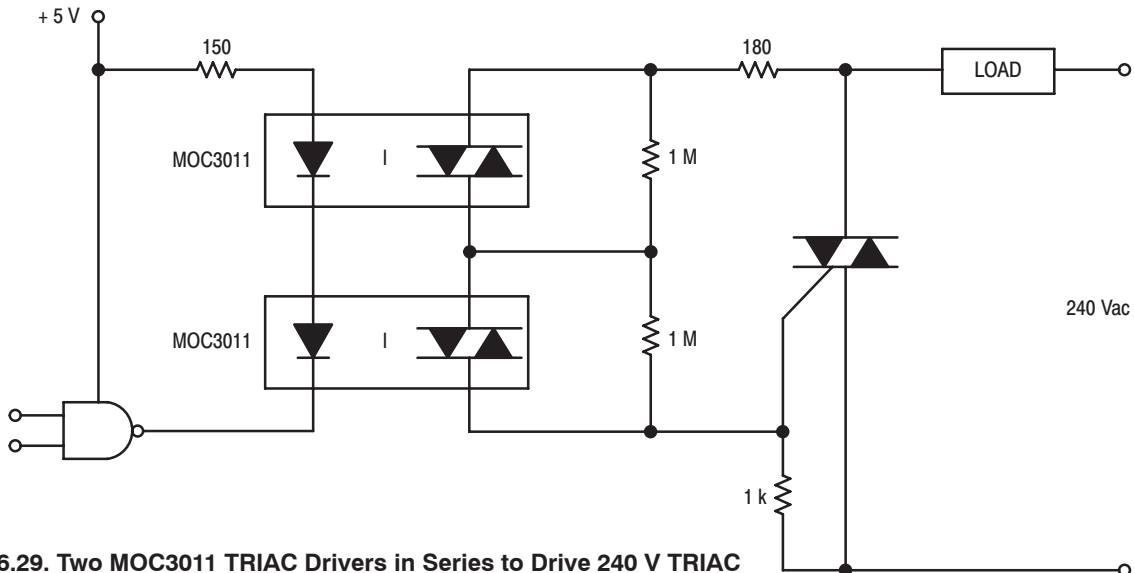 + 5 V
150
180
LOAD
MOC3011
I
1 M
MOC3011
I
1 M
240 Vac
1 k
6.29. Two MOC3011 TRIAC Drivers in Series to Drive 240 V TRIAC